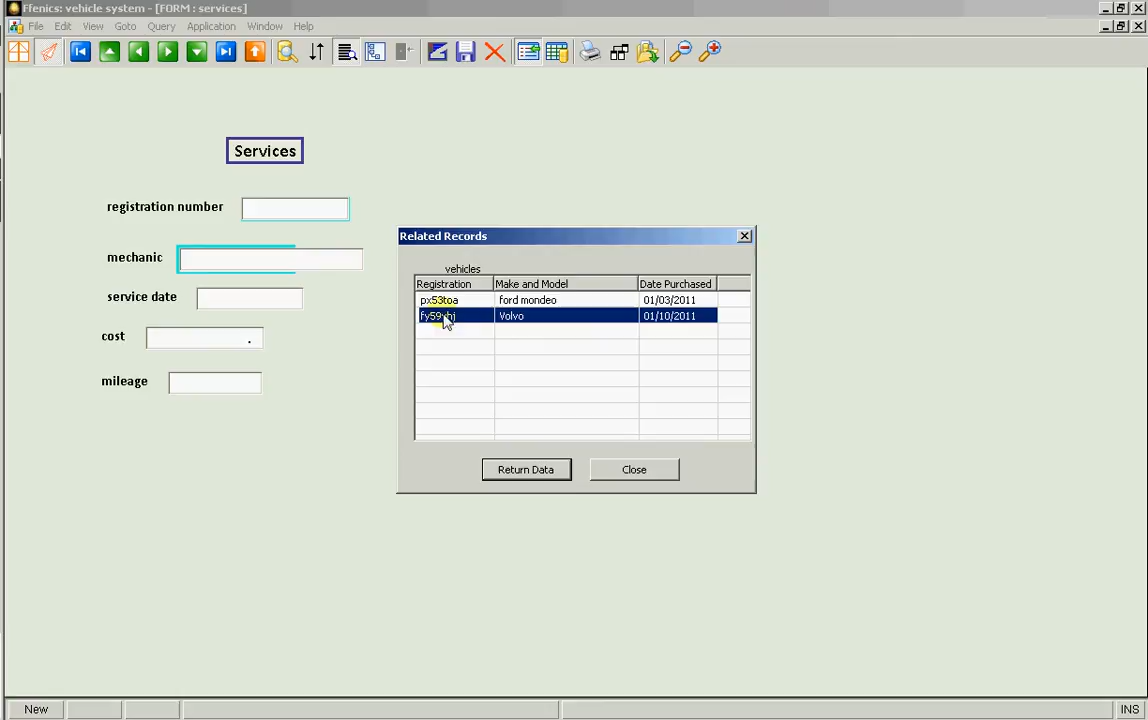 Ffenics: vehicle system - [FORM : services]
File Edit View Goto Query Application Window Help
Services
registration number
mechanic
service date
cost .
mileage
Related Records
vehicles
Registration Make and Model Date Purchased
px53toa ford mondeo 01/03/2011
Volvo 01/10/2011
Return Data Close
New INS